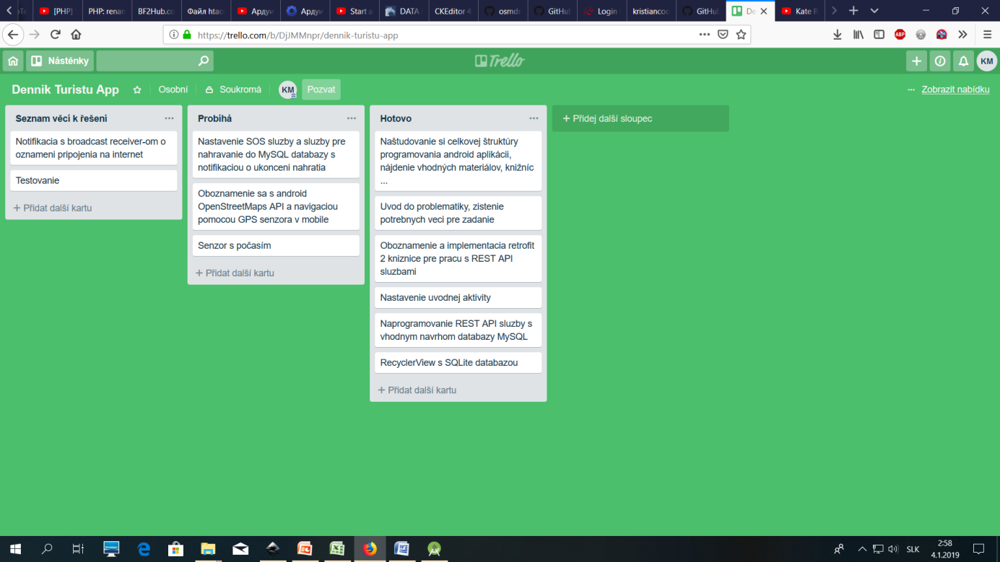 [PHP]
PHP: renam
BF2Hub.co
Файл htac
Ардуи
Ардуи
Start a
DATA
CKEditor 4
osmdr
GitHub
Login
kristiancoo
GitHub
De
Kate R
https://trello.com/b/DjJMMnpr/dennik-turistu-app
ABP
Nástěnky
Trello
KM
Dennik Turistu App
Osobní
Soukromá
KM
Pozvat
Zobrazit nabídku
Seznam věcí k řešení
Notifikacia s broadcast receiver-om o
oznameni pripojenia na internet
Testovanie
+ Přidat další kartu
Probíhá
Nastavenie SOS sluzby a sluzby pre
nahravanie do MySQL databazy s
notifikaciou o ukonceni nahratia
Oboznamenie sa s android
OpenStreetMaps API a navigaciou
pomocou GPS senzora v mobile
Senzor s počasím
+ Přidat další kartu
Hotovo
Naštudovanie si celkovej štruktúry
programovania android aplikácii,
nájdenie vhodných materiálov, knižníc
...
Uvod do problematiky, zistenie
potrebnych veci pre zadanie
Oboznamenie a implementacia retrofit
2 kniznice pre pracu s REST API
sluzbami
Nastavenie uvodnej aktivity
Naprogramovanie REST API sluzby s
vhodnym navrhom databazy MySQL
RecyclerView s SQLite databazou
+ Přidat další kartu
+ Přidej další sloupec
SLK
2:58
4.1.2019